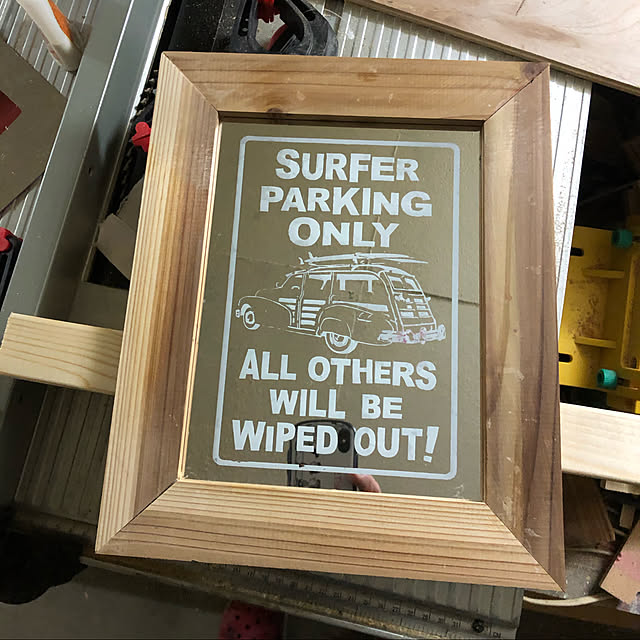 SURFER
PARKING
ONLY
ALL OTHERS
WILL BE
WIPED OUT!